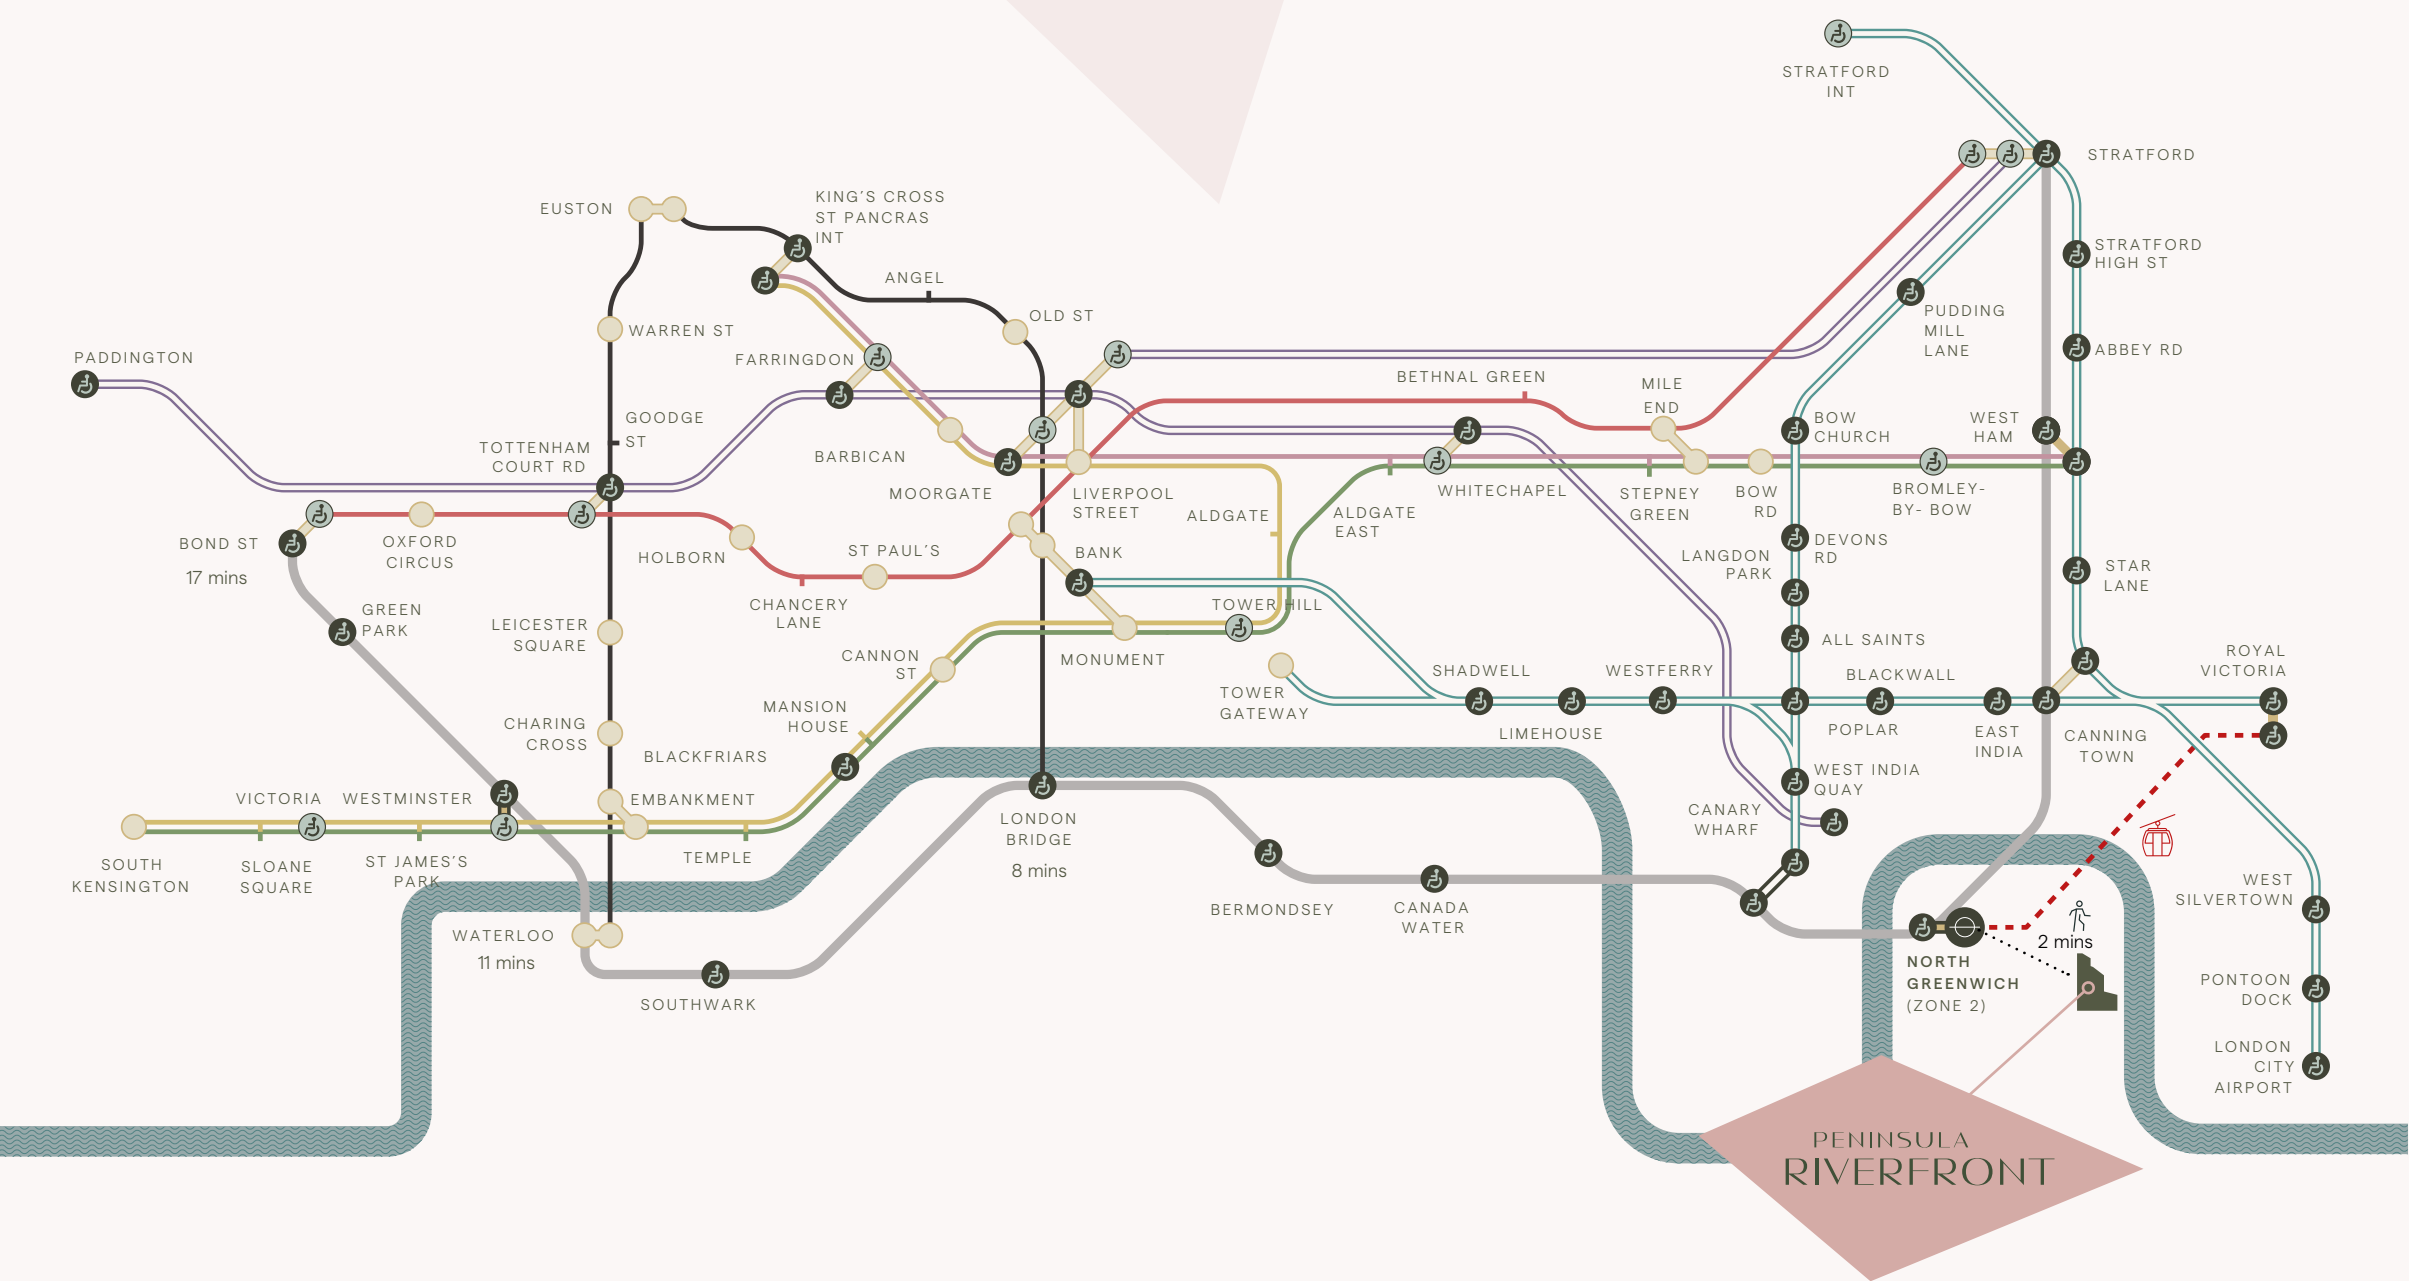 STRATFORD
INT
STRATFORD
KING'S CROSS
ST PANCRAS
INT
EUSTON
STRATFORD
HIGH ST
ANGEL
OLD ST
PUDDING
MILL
LANE
WARREN ST
FARRINGDON
ABBEY RD
PADDINGTON
BETHNAL GREEN
MILE
END
GOODGE
ST
BOW
CHURCH
WEST
HAM
TOTTENHAM
COURT RD
BARBICAN
MOORGATE
LIVERPOOL
STREET
WHITECHAPEL
STEPNEY
GREEN
BOW
RD
BROMLEY-
BY- BOW
ALDGATE
ALDGATE
EAST
BOND ST
17 mins
OXFORD
CIRCUS
HOLBORN
ST PAUL'S
BANK
DEVONS
RD
LANGDON
PARK
STAR
LANE
GREEN
PARK
CHANCERY
LANE
TOWER HILL
LEICESTER
SQUARE
ALL SAINTS
CANNON
ST
MONUMENT
SHADWELL
WESTFERRY
BLACKWALL
ROYAL
VICTORIA
TOWER
GATEWAY
MANSION
HOUSE
CHARING
CROSS
LIMEHOUSE
POPLAR
EAST
INDIA
CANNING
TOWN
BLACKFRIARS
WEST INDIA
QUAY
VICTORIA
WESTMINSTER
EMBANKMENT
CANARY
WHARF
LONDON
BRIDGE
8 mins
SOUTH
KENSINGTON
SLOANE
SQUARE
ST JAMES'S
PARK
TEMPLE
BERMONDSEY
CANADA
WATER
WEST
SILVERTOWN
WATERLOO
11 mins
2 mins
NORTH
GREENWICH
(ZONE 2)
SOUTHWARK
PONTOON
DOCK
LONDON
CITY
AIRPORT
PENINSULA
RIVERFRONT